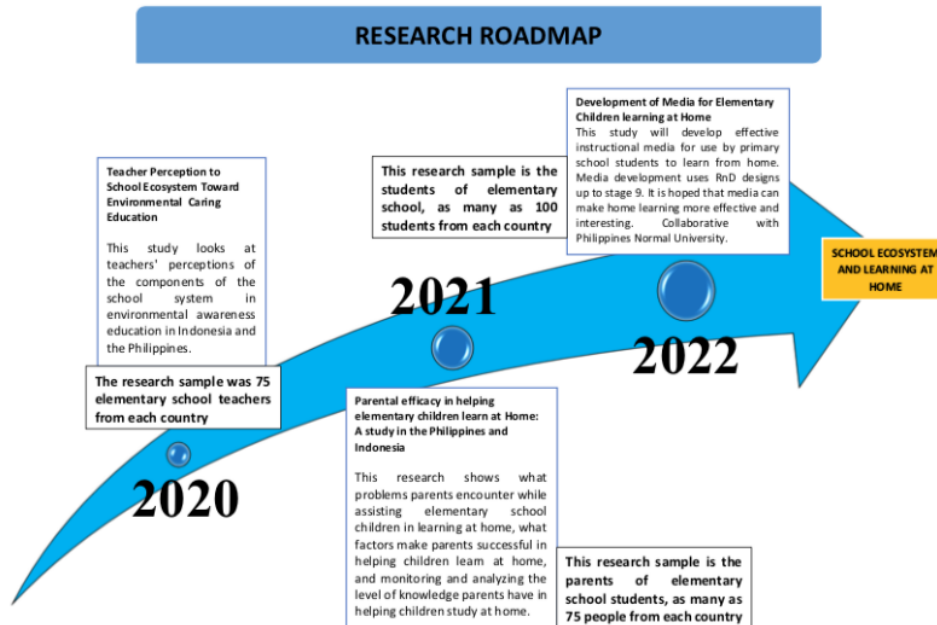 RESEARCH ROADMAP
Teacher Perception to
School Ecosystem Toward
Environmental Caring
Education
This study looks at
teachers' perceptions of
the components of the
school system in
environmental awareness
education in Indonesia and
the Philippines.
The research sample was 75
elementary school teachers
from each country
2020
2021
Parental efficacy in helping
elementary children learn at Home:
A study in the Philippines and
Indonesia
This research shows what
problems parents encounter while
assisting elementary school
children in learning at home, what
factors make parents successful in
helping children learn at home,
and monitoring and analyzing the
level of knowledge parents have in
helping children study at home.
This research sample is the
parents of elementary
school students, as many as
75 people from each country
This research sample is the
students of elementary
school, as many as 100
students from each country
Development of Media for Elementary
Children learning at Home
This study will develop effective
instructional media for use by primary
school students to learn from home.
Media development uses RnD designs
up to stage 9. It is hoped that media can
make home learning more effective and
interesting. Collaborative with
Philippines Normal University.
2022
SCHOOL ECOSYSTEM
AND LEARNING AT
HOME